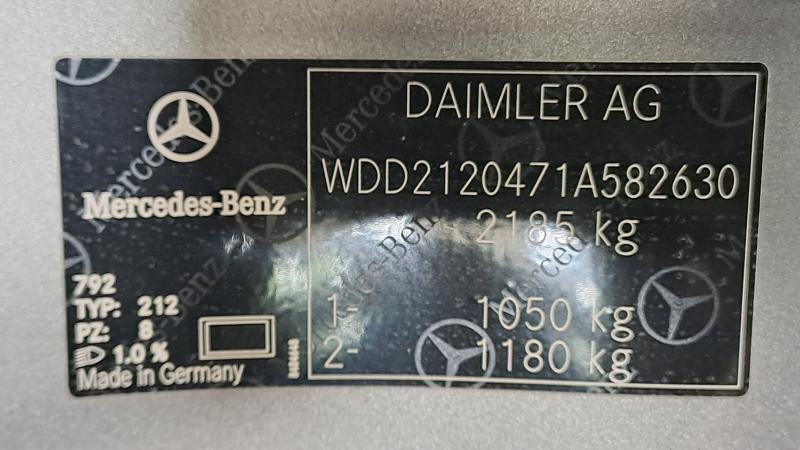 Mercedes-Benz
792
TYP: 212
PZ: 8
1.0 %
Made in Germany
DAIMLER AG
WDD2120471A582630
2185 kg
1- 1050 kg
2- 1180 kg